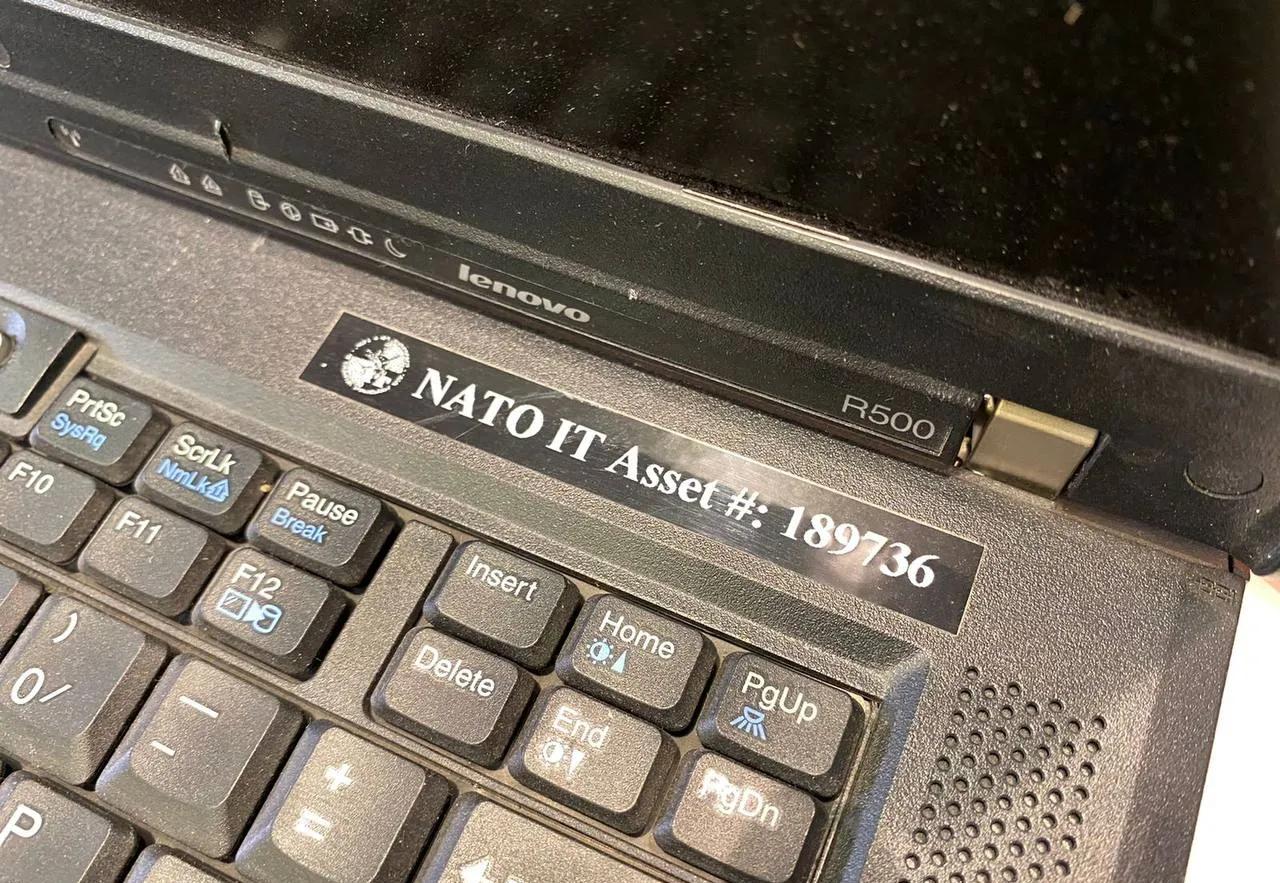 lenovo
R500
NATO IT Asset #: 189736
PrtSc
SysRq
ScrLk
NmLk
Pause
Break
F10
F11
F12
Insert
Home
PgUp
Delete
End
PgDn
)
0 /
—
-
+
=
P